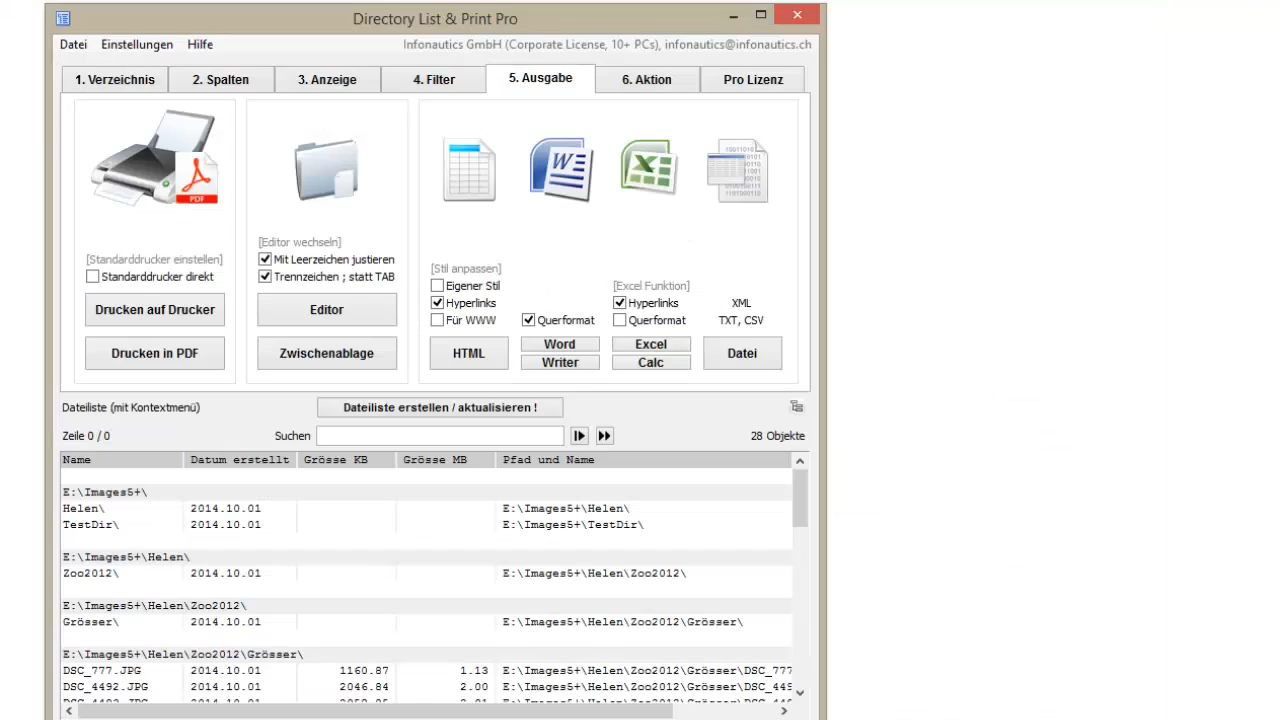 Directory List & Print Pro
Datei Einstellungen Hilfe Infonautics GmbH (Corporate License, 10+ PCs), infonautics@infonautics.ch
1. Verzeichnis 2. Spalten 3. Anzeige 4. Filter 5. Ausgabe 6. Aktion Pro Lizenz
PDF
[Standarddrucker einstellen]
Standarddrucker direkt
Drucken auf Drucker
Drucken in PDF
[Editor wechseln]
Mit Leerzeichen justieren
Trennzeichen ; statt TAB
Editor
Zwischenablage
[Stil anpassen]
Eigener Stil
Hyperlinks
Für WWW
HTML
Querformat
Word
Writer
[Excel Funktion]
Hyperlinks
Querformat
Excel
Calc
XML
TXT, CSV
Datei
Dateiliste (mit Kontextmenü) Dateiliste erstellen / aktualisieren !
Zeile 0 / 0 Suchen 28 Objekte
Name Datum erstellt Grösse KB Grösse MB Pfad und Name
E:\Images5+\
Helen\ 2014.10.01 E:\Images5+\Helen\
TestDir\ 2014.10.01 E:\Images5+\TestDir\
E:\Images5+\Helen\
Zoo2012\ 2014.10.01 E:\Images5+\Helen\Zoo2012\
E:\Images5+\Helen\Zoo2012\
Grösser\ 2014.10.01 E:\Images5+\Helen\Zoo2012\Grösser\
E:\Images5+\Helen\Zoo2012\Grösser\
DSC_777.JPG 2014.10.01 1160.87 1.13 E:\Images5+\Helen\Zoo2012\Grösser\DSC_777
DSC_4492.JPG 2014.10.01 2046.84 2.00 E:\Images5+\Helen\Zoo2012\Grösser\DSC_449